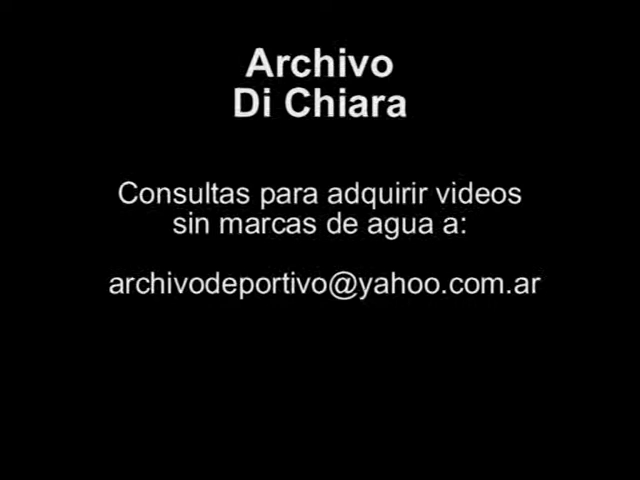 Archivo
Di Chiara
Consultas para adquirir videos
sin marcas de agua a:
archivodeportivo@yahoo.com.ar